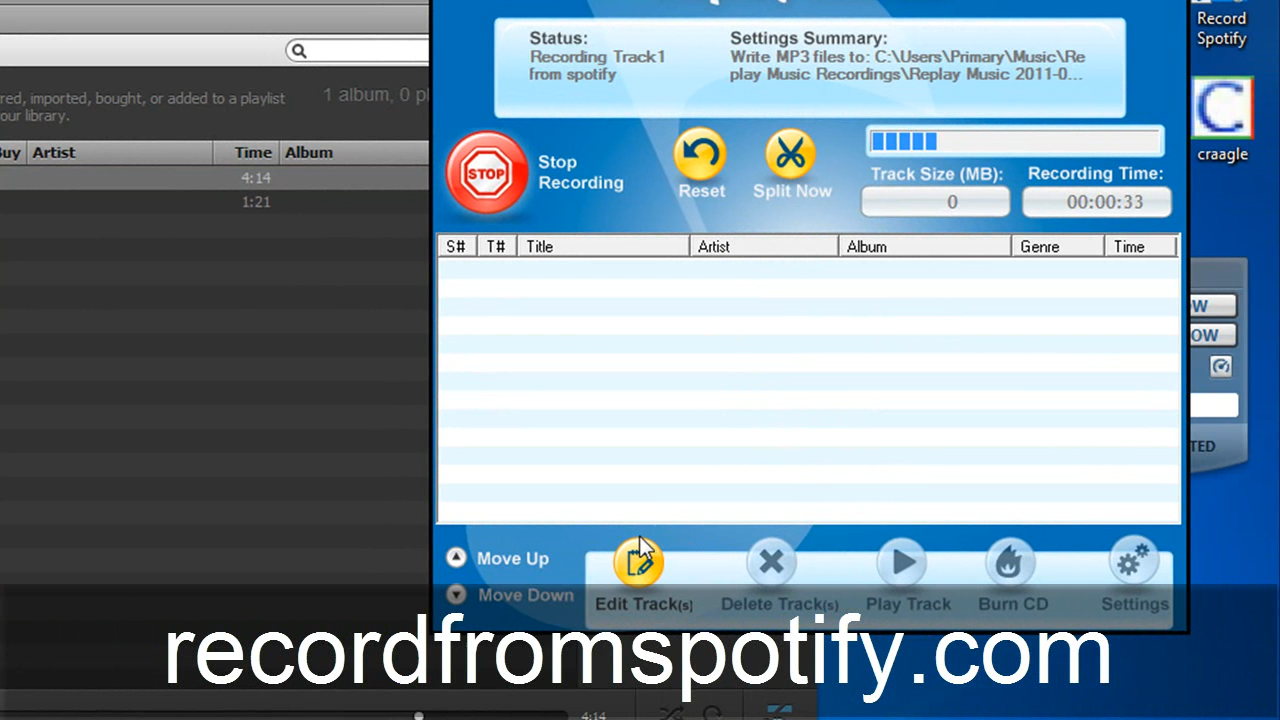 Record
Spotify
craagle
red, imported, bought, or added to a playlist
our library.
1 album, 0 pl
Buy Artist Time Album
4:14
1:21
Status:
Recording Track1
from spotify
Settings Summary:
Write MP3 files to: C:\Users\Primary\Music\Re
play Music Recordings\Replay Music 2011-0...
STOP
Stop
Recording
Reset
Split Now
Track Size (MB):
0
Recording Time:
00:00:33
S# T# Title Artist Album Genre Time
OW
OW
TED
Move Up
Move Down
Edit Track(s)
Delete Track(s)
Play Track
Burn CD
Settings
recordfromspotify.com
4:14